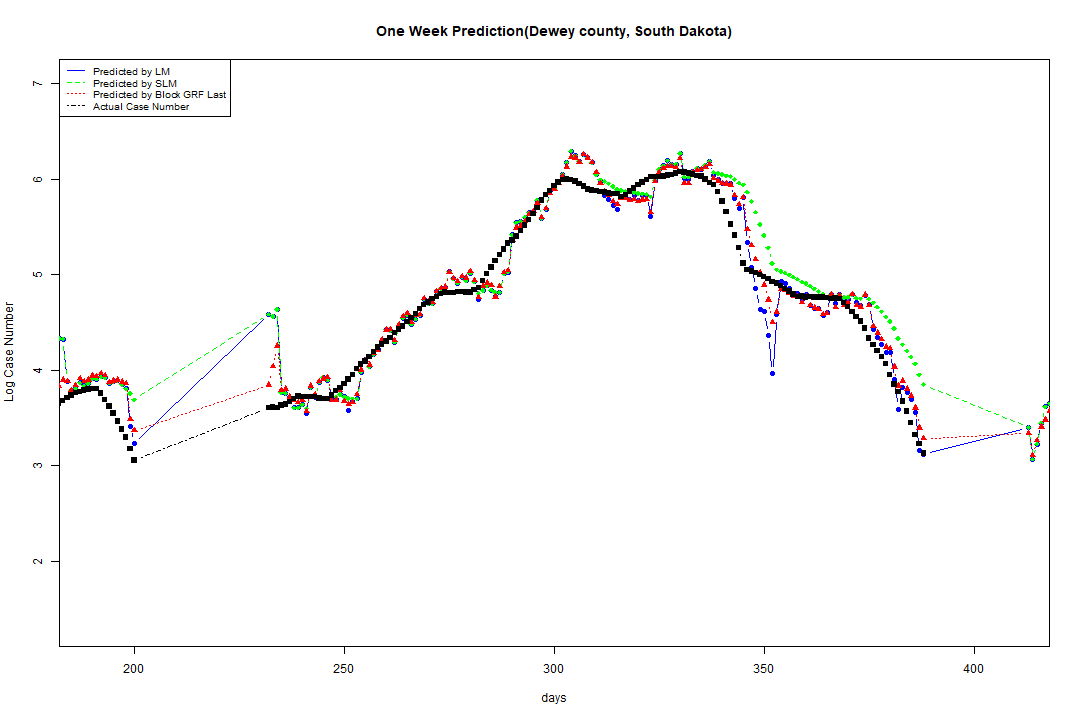 One Week Prediction(Dewey county, South Dakota)
Predicted by LM
Predicted by SLM
Predicted by Block GRF Last
Actual Case Number
7
6
5
4
3
2
Log Case Number
200 250 300 350 400
days